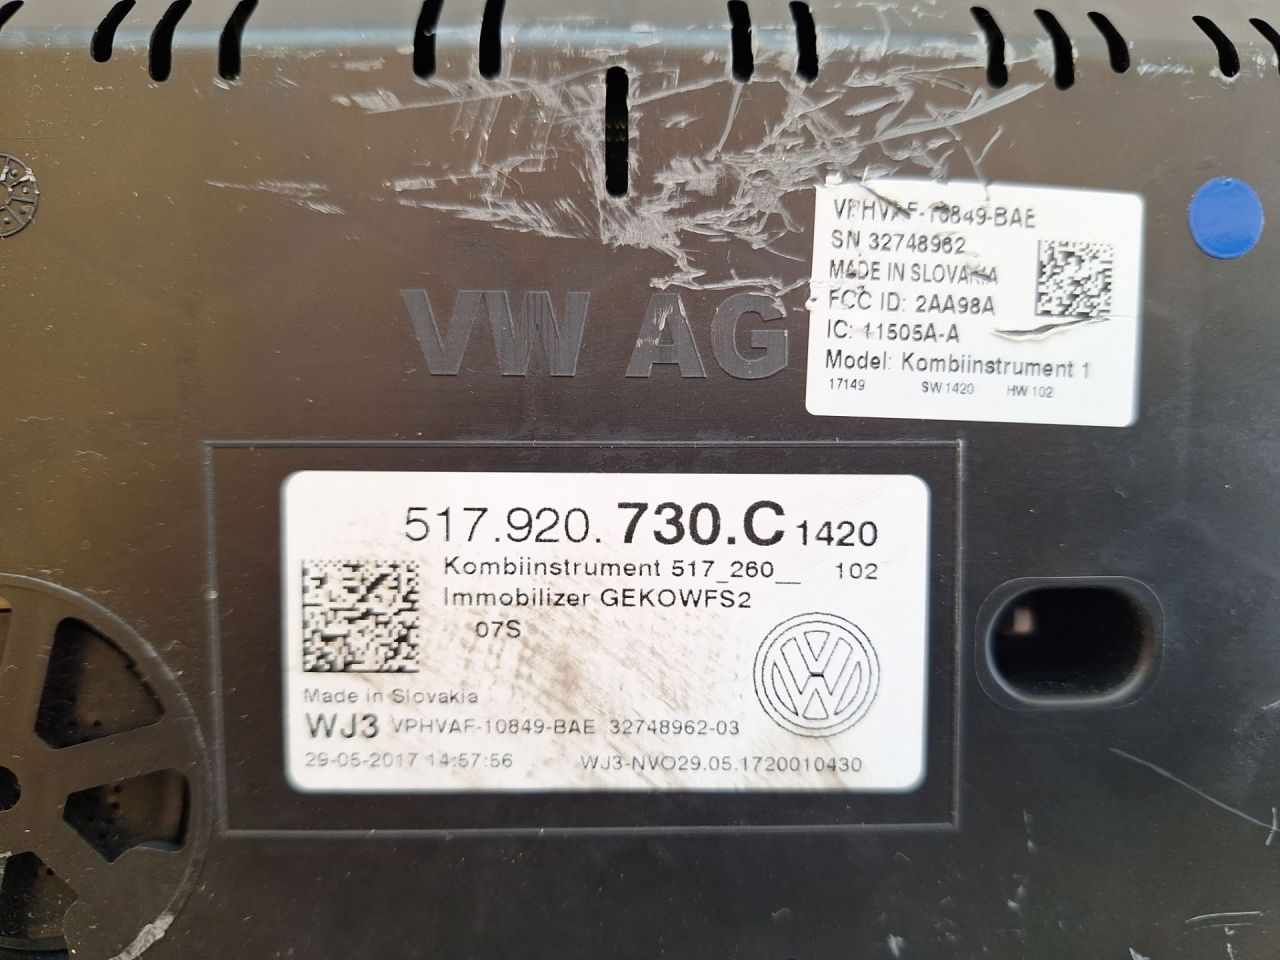 VPHVAF-10849-BAE
SN 32748962
MADE IN SLOVAKIA
FCC ID: 2AA98A
IC: 11505A-A
Model: Kombiinstrument 1
17149 SW 1420 HW 102
VW AG
517.920. 730.C 1420
Kombiinstrument 517_260__ 102
Immobilizer GEKOWFS2
07S
Made in Slovakia
WJ3 VPHVAF-10849-BAE 32748962-03
29-05-2017 14:57:56 WJ3-NVO29.05.1720010430